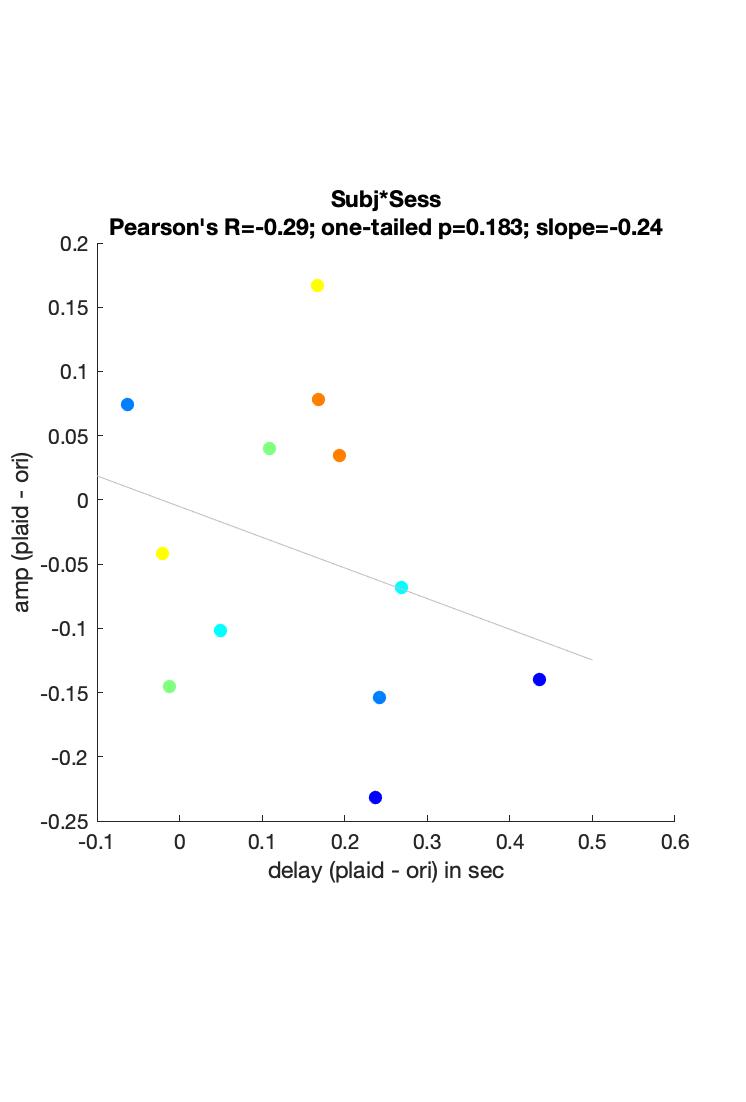 Subj*Sess
Pearson's R=-0.29; one-tailed p=0.183; slope=-0.24
0.2
0.15
0.1
0.05
0
-0.05
-0.1
-0.15
-0.2
-0.25
amp (plaid - ori)
-0.1 0 0.1 0.2 0.3 0.4 0.5 0.6
delay (plaid - ori) in sec